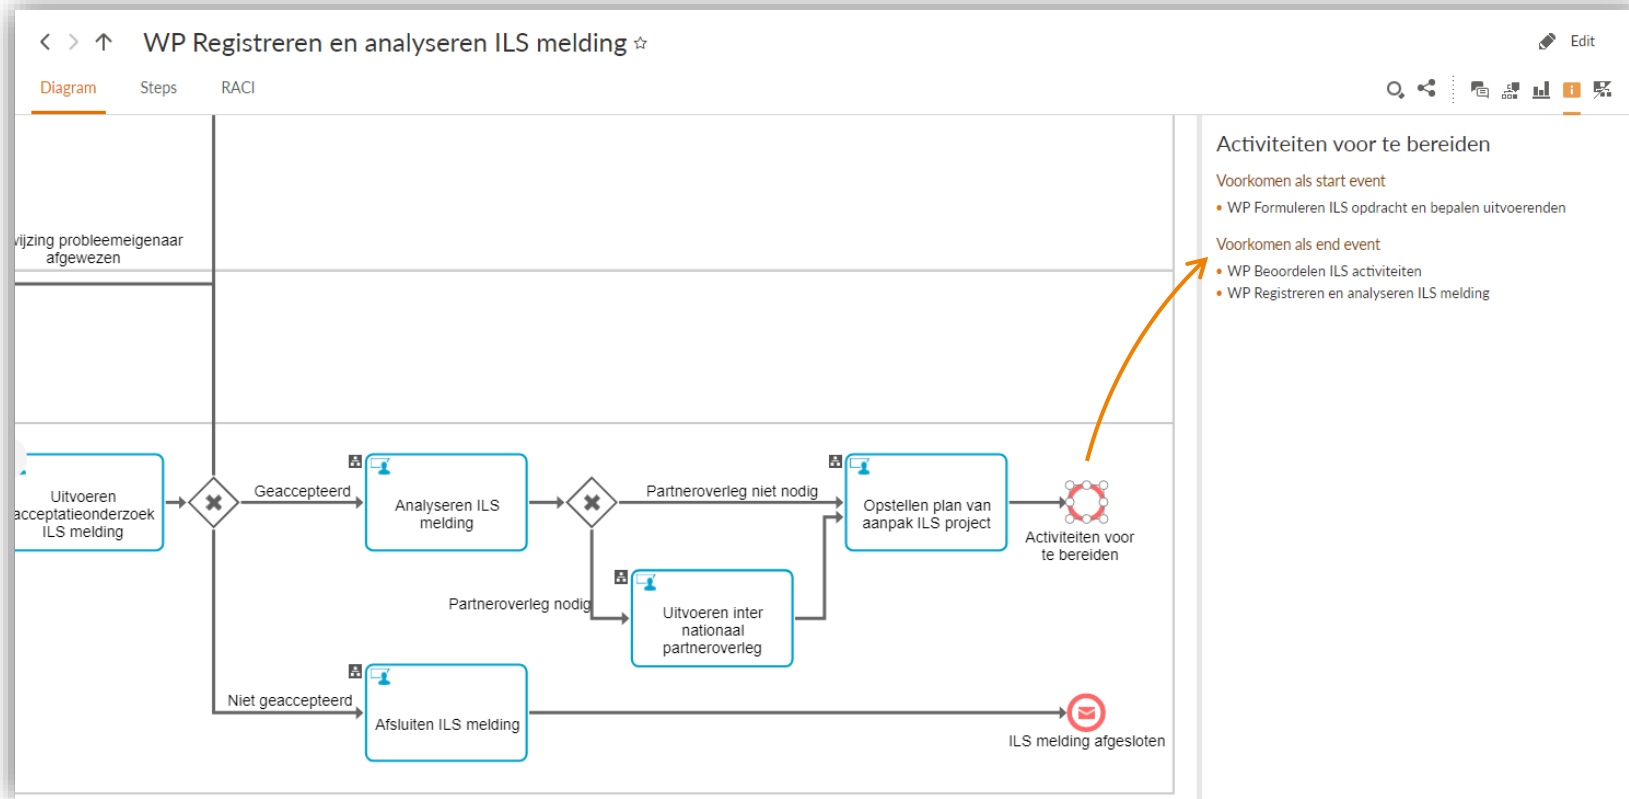 WP Registreren en analyseren ILS melding
Edit
Diagram
Steps
RACI
Activiteiten voor te bereiden
Voorkomen als start event
• WP Formuleren ILS opdracht en bepalen uitvoerenden
Voorkomen als end event
• WP Beoordelen ILS activiteiten
• WP Registreren en analyseren ILS melding
probleemeigenaar
afgewezen
Uitvoeren
acceptatieonderzoek
ILS melding
Geaccepteerd
Analyseren ILS
melding
Partneroverleg niet nodig
Opstellen plan van
aanpak ILS project
Activiteiten voor
te bereiden
Partneroverleg nodig
Uitvoeren inter
nationaal
partneroverleg
Niet geaccepteerd
Afsluiten ILS melding
ILS melding afgesloten